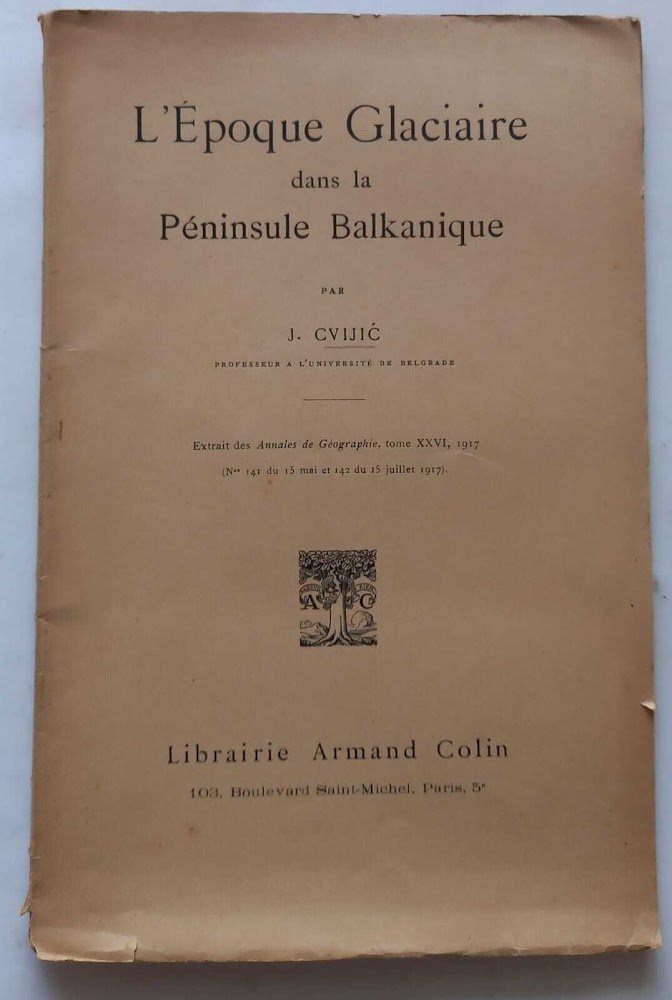 L'Époque Glaciaire
dans la
Péninsule Balkanique
PAR
J. CVIJIĆ
PROFESSEUR A L'UNIVERSITÉ DE BELGRADE
Extrait des Annales de Géographie, tome XXVI, 1917
(Nos 141 du 15 mai et 142 du 15 juillet 1917).
A C
Librairie Armand Colin
103, Boulevard Saint-Michel, Paris, 5e